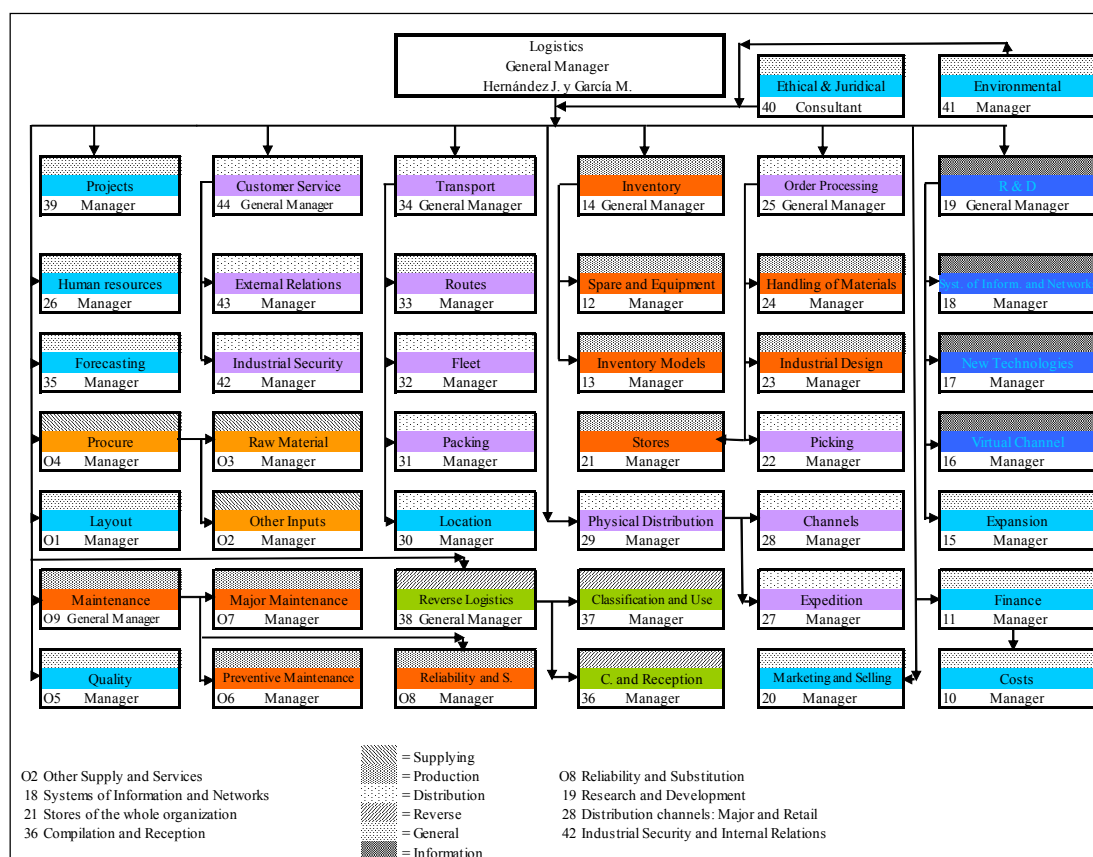 Logistics
General Manager
Hernández J. y García M.
Ethical & Juridical
40 Consultant
Environmental
41 Manager
Projects
39 Manager
Customer Service
44 General Manager
Transport
34 General Manager
Inventory
14 General Manager
Order Processing
25 General Manager
R & D
19 General Manager
Human resources
26 Manager
External Relations
43 Manager
Routes
33 Manager
Spare and Equipment
12 Manager
Handling of Materials
24 Manager
Syst. of Inform. and Network
18 Manager
Forecasting
35 Manager
Industrial Security
42 Manager
Fleet
32 Manager
Inventory Models
13 Manager
Industrial Design
23 Manager
New Technologies
17 Manager
Procure
O4 Manager
Raw Material
O3 Manager
Packing
31 Manager
Stores
21 Manager
Picking
22 Manager
Virtual Channel
16 Manager
Layout
O1 Manager
Other Inputs
O2 Manager
Location
30 Manager
Physical Distribution
29 Manager
Channels
28 Manager
Expansion
15 Manager
Maintenance
O9 General Manager
Major Maintenance
O7 Manager
Reverse Logistics
38 General Manager
Classification and Use
37 Manager
Expedition
27 Manager
Finance
11 Manager
Quality
O5 Manager
Preventive Maintenance
O6 Manager
Reliability and S.
O8 Manager
C. and Reception
36 Manager
Marketing and Selling
20 Manager
Costs
10 Manager
O2 Other Supply and Services
18 Systems of Information and Networks
21 Stores of the whole organization
36 Compilation and Reception
= Supplying
= Production
= Distribution
= Reverse
= General
= Information
O8 Reliability and Substitution
19 Research and Development
28 Distribution channels: Major and Retail
42 Industrial Security and Internal Relations